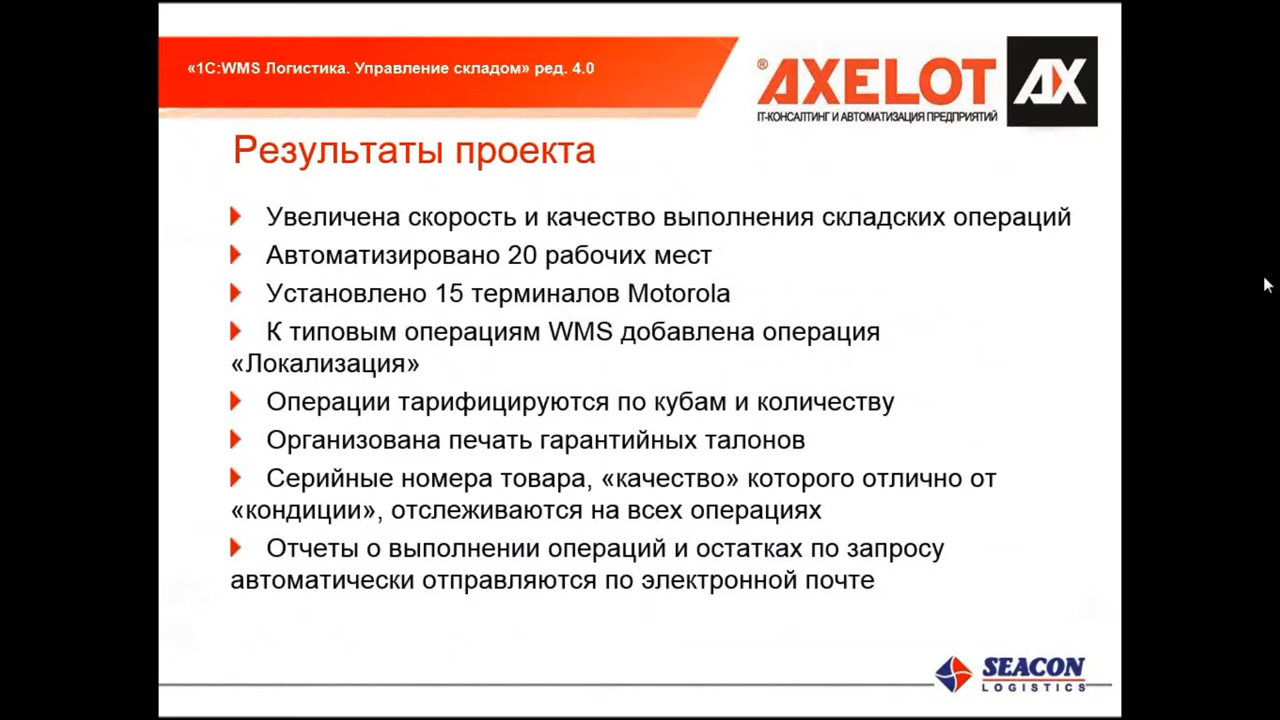 «1С:WMS Логистика. Управление складом» ред. 4.0
® AXELOT AX
IT-КОНСАЛТИНГ И АВТОМАТИЗАЦИЯ ПРЕДПРИЯТИЙ
Результаты проекта
Увеличена скорость и качество выполнения складских операций
Автоматизировано 20 рабочих мест
Установлено 15 терминалов Motorola
К типовым операциям WMS добавлена операция
«Локализация»
Операции тарифицируются по кубам и количеству
Организована печать гарантийных талонов
Серийные номера товара, «качество» которого отлично от
«кондиции», отслеживаются на всех операциях
Отчеты о выполнении операций и остатках по запросу
автоматически отправляются по электронной почте
SEACON
LOGISTICS